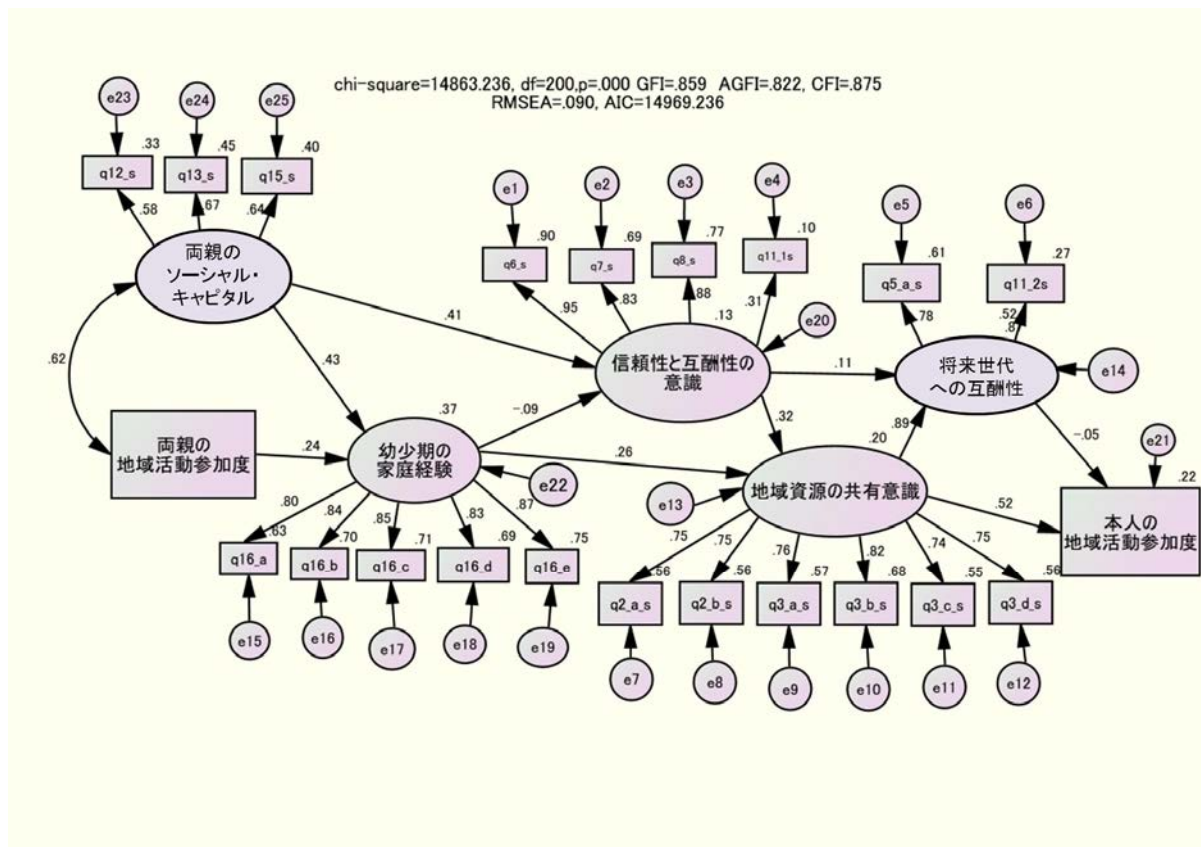 chi-square=14863.236, df=200,p=.000 GFI=.859 AGFI=.822, CFI=.875
RMSEA=.090, AIC=14969.236
e23
e24
e25
.33
.45
.40
q12_s
q13_s
q15_s
.58
.67
.64
両親の
ソーシャル・
キャピタル
e1
e2
e3
e4
.90
.69
.77
.10
q6_s
q7_s
q8_s
q11_1s
.95
.83
.88
.31
.13
e20
信頼性と互酬性の
意識
e5
e6
.61
.27
q5_a_s
q11_2s
.78
.52
.8
将来世代
への互酬性
e14
.41
.43
.62
.11
-.09
.32
.89
-.05
両親の
地域活動参加度
.24
.37
幼少期の
家庭経験
e22
.26
e13
.20
地域資源の共有意識
.52
e21
.22
本人の
地域活動参加度
.80
.84
.85
.83
.87
.63
.70
.71
.69
.75
q16_a
q16_b
q16_c
q16_d
q16_e
e15
e16
e17
e18
e19
.75
.75
.76
.82
.74
.75
.56
.56
.57
.68
.55
.56
q2_a_s
q2_b_s
q3_a_s
q3_b_s
q3_c_s
q3_d_s
e7
e8
e9
e10
e11
e12